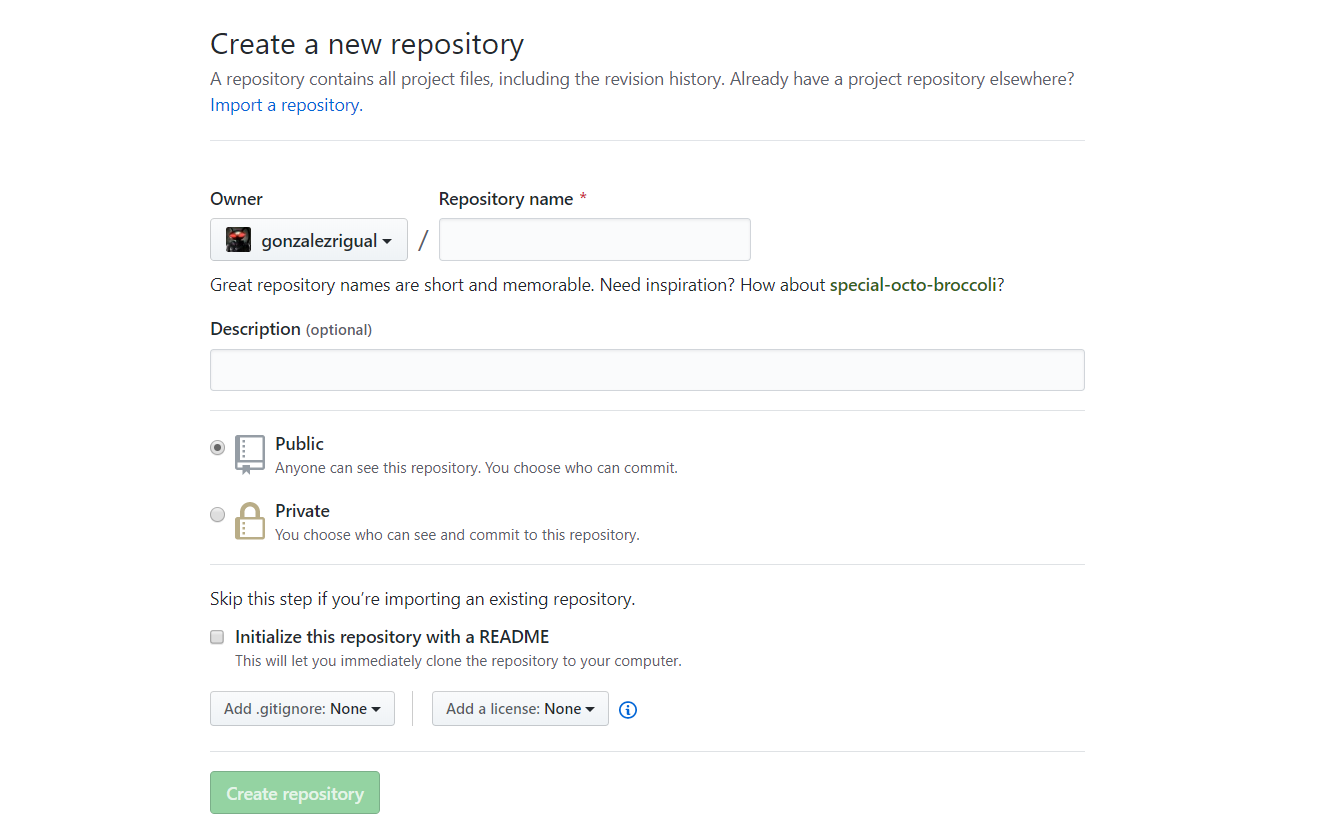 Create a new repository
A repository contains all project files, including the revision history. Already have a project repository elsewhere?
Import a repository.
Owner
Repository name *
gonzalezrigual
/
Great repository names are short and memorable. Need inspiration? How about special-octo-broccoli?
Description (optional)
Public
Anyone can see this repository. You choose who can commit.
Private
You choose who can see and commit to this repository.
Skip this step if you’re importing an existing repository.
Initialize this repository with a README
This will let you immediately clone the repository to your computer.
Add .gitignore: None
Add a license: None
Create repository